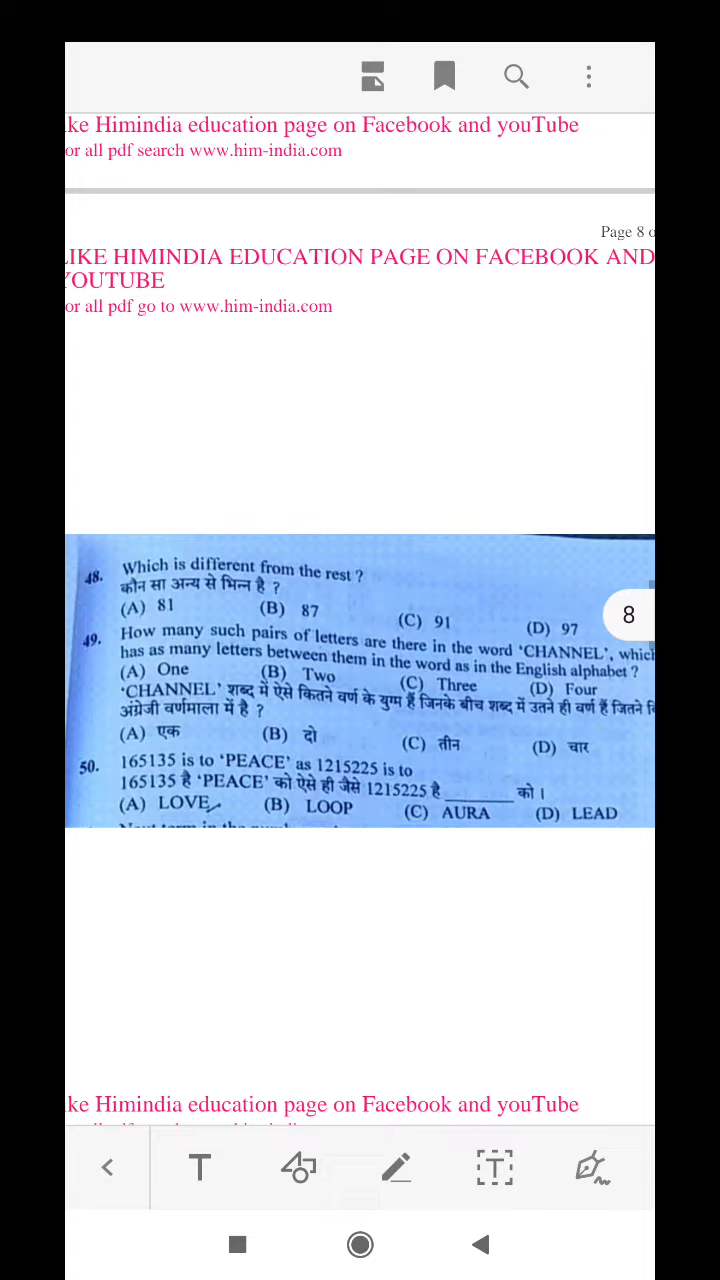 ke Himindia education page on Facebook and youTube
or all pdf search www.him-india.com
Page 8 o
LIKE HIMINDIA EDUCATION PAGE ON FACEBOOK AND
YOUTUBE
or all pdf go to www.him-india.com
48. Which is different from the rest ?
कौन सा अन्य से भिन्न है ?
(A) 81 (B) 87 (C) 91 (D) 97
8
49. How many such pairs of letters are there in the word ‘CHANNEL’, which
has as many letters between them in the word as in the English alphabet ?
(A) One (B) Two (C) Three (D) Four
‘CHANNEL’ शब्द में ऐसे कितने वर्ण के युग्म हैं जिनके बीच शब्द में उतने ही वर्ण हैं जितने कि
अंग्रेजी वर्णमाला में है ?
(A) एक (B) दो (C) तीन (D) चार
50. 165135 is to ‘PEACE’ as 1215225 is to
165135 है ‘PEACE’ को ऐसे ही जैसे 1215225 है ________ को ।
(A) LOVE (B) LOOP (C) AURA (D) LEAD
ke Himindia education page on Facebook and youTube
T
T